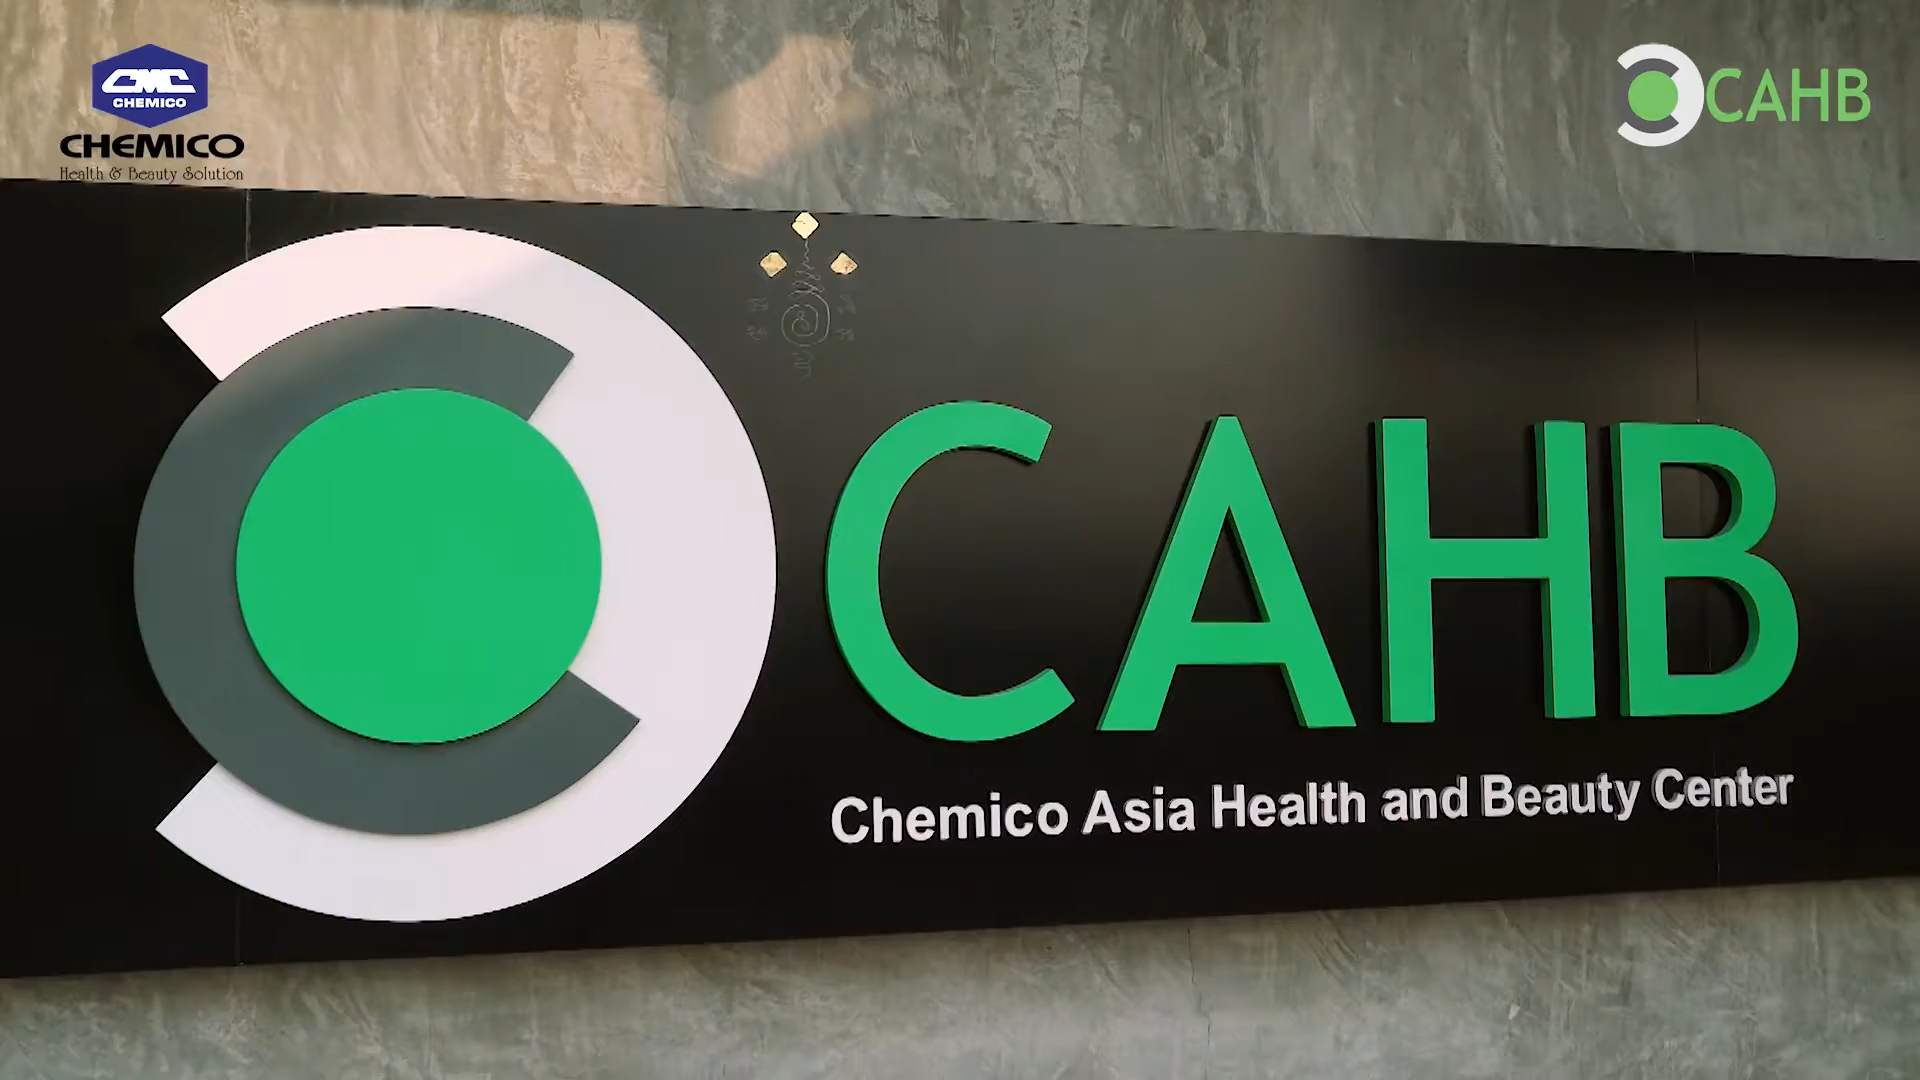 CMC
CHEMICO
CHEMICO
Health & Beauty Solution
CAHB
CAHB
Chemico Asia Health and Beauty Center